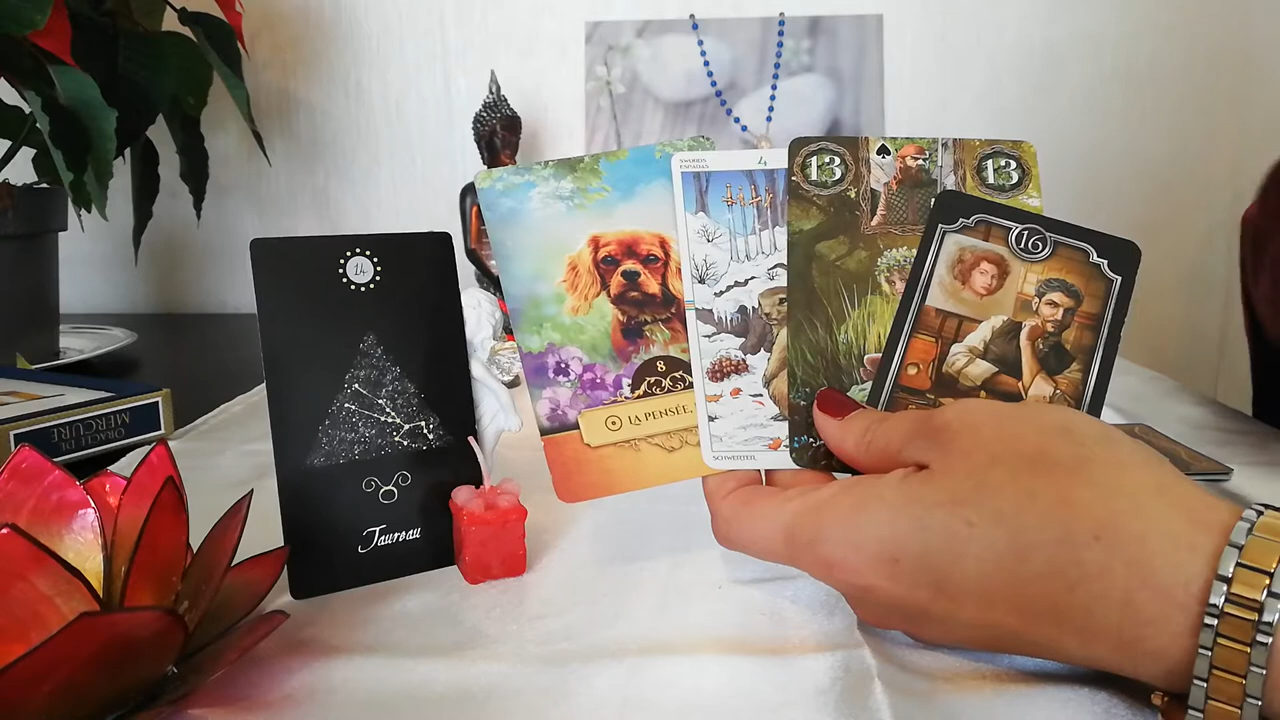 14
Taureau
8
LA PENSÉE,
SWORDS
ESPADAS
4
SCHWERTER
13
13
16
ORACLE DE
MERCURE